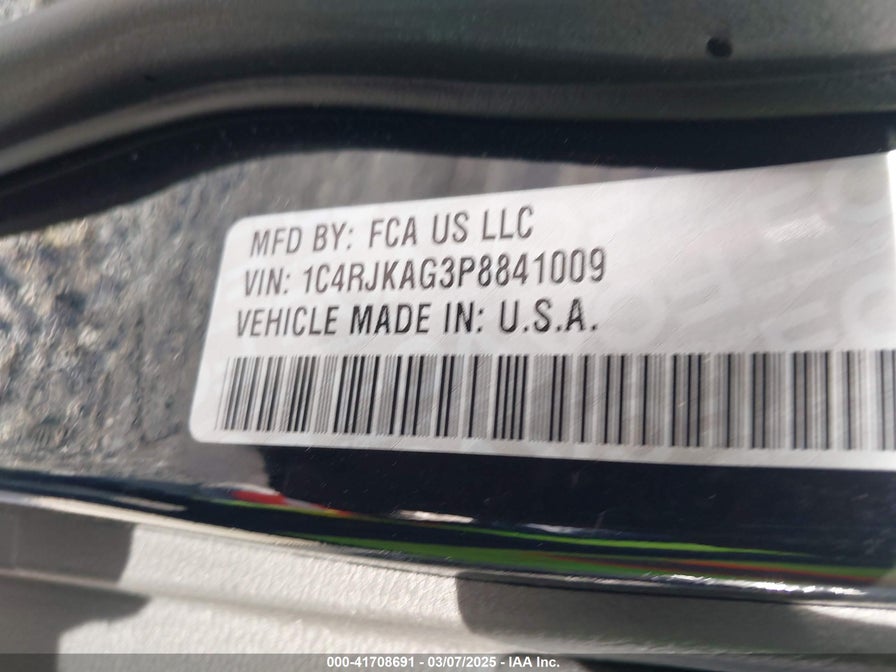 MFD BY: FCA US LLC
VIN: 1C4RJKAG3P8841009
VEHICLE MADE IN: U.S.A.
000-41708691 - 03/07/2025 - IAA Inc.